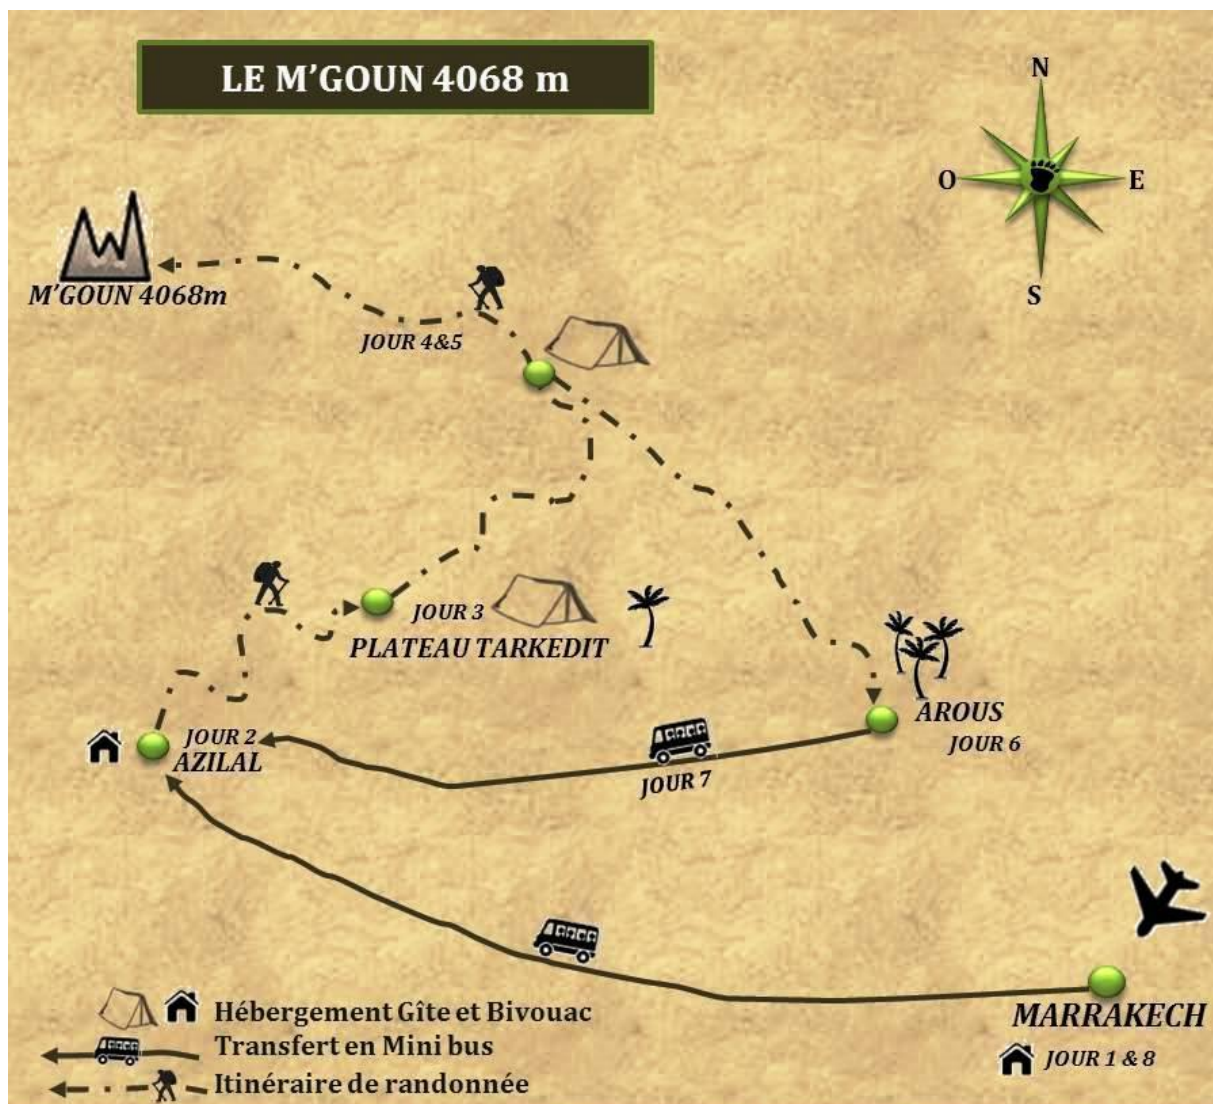 LE M'GOUN 4068 m
N
O
E
S
M'GOUN 4068m
JOUR 4&5
JOUR 3
PLATEAU TARKEDIT
AROUS
JOUR 6
JOUR 2
AZILAL
JOUR 7
MARRAKECH
JOUR 1 & 8
Hébergement Gîte et Bivouac
Transfert en Mini bus
Itinéraire de randonnée